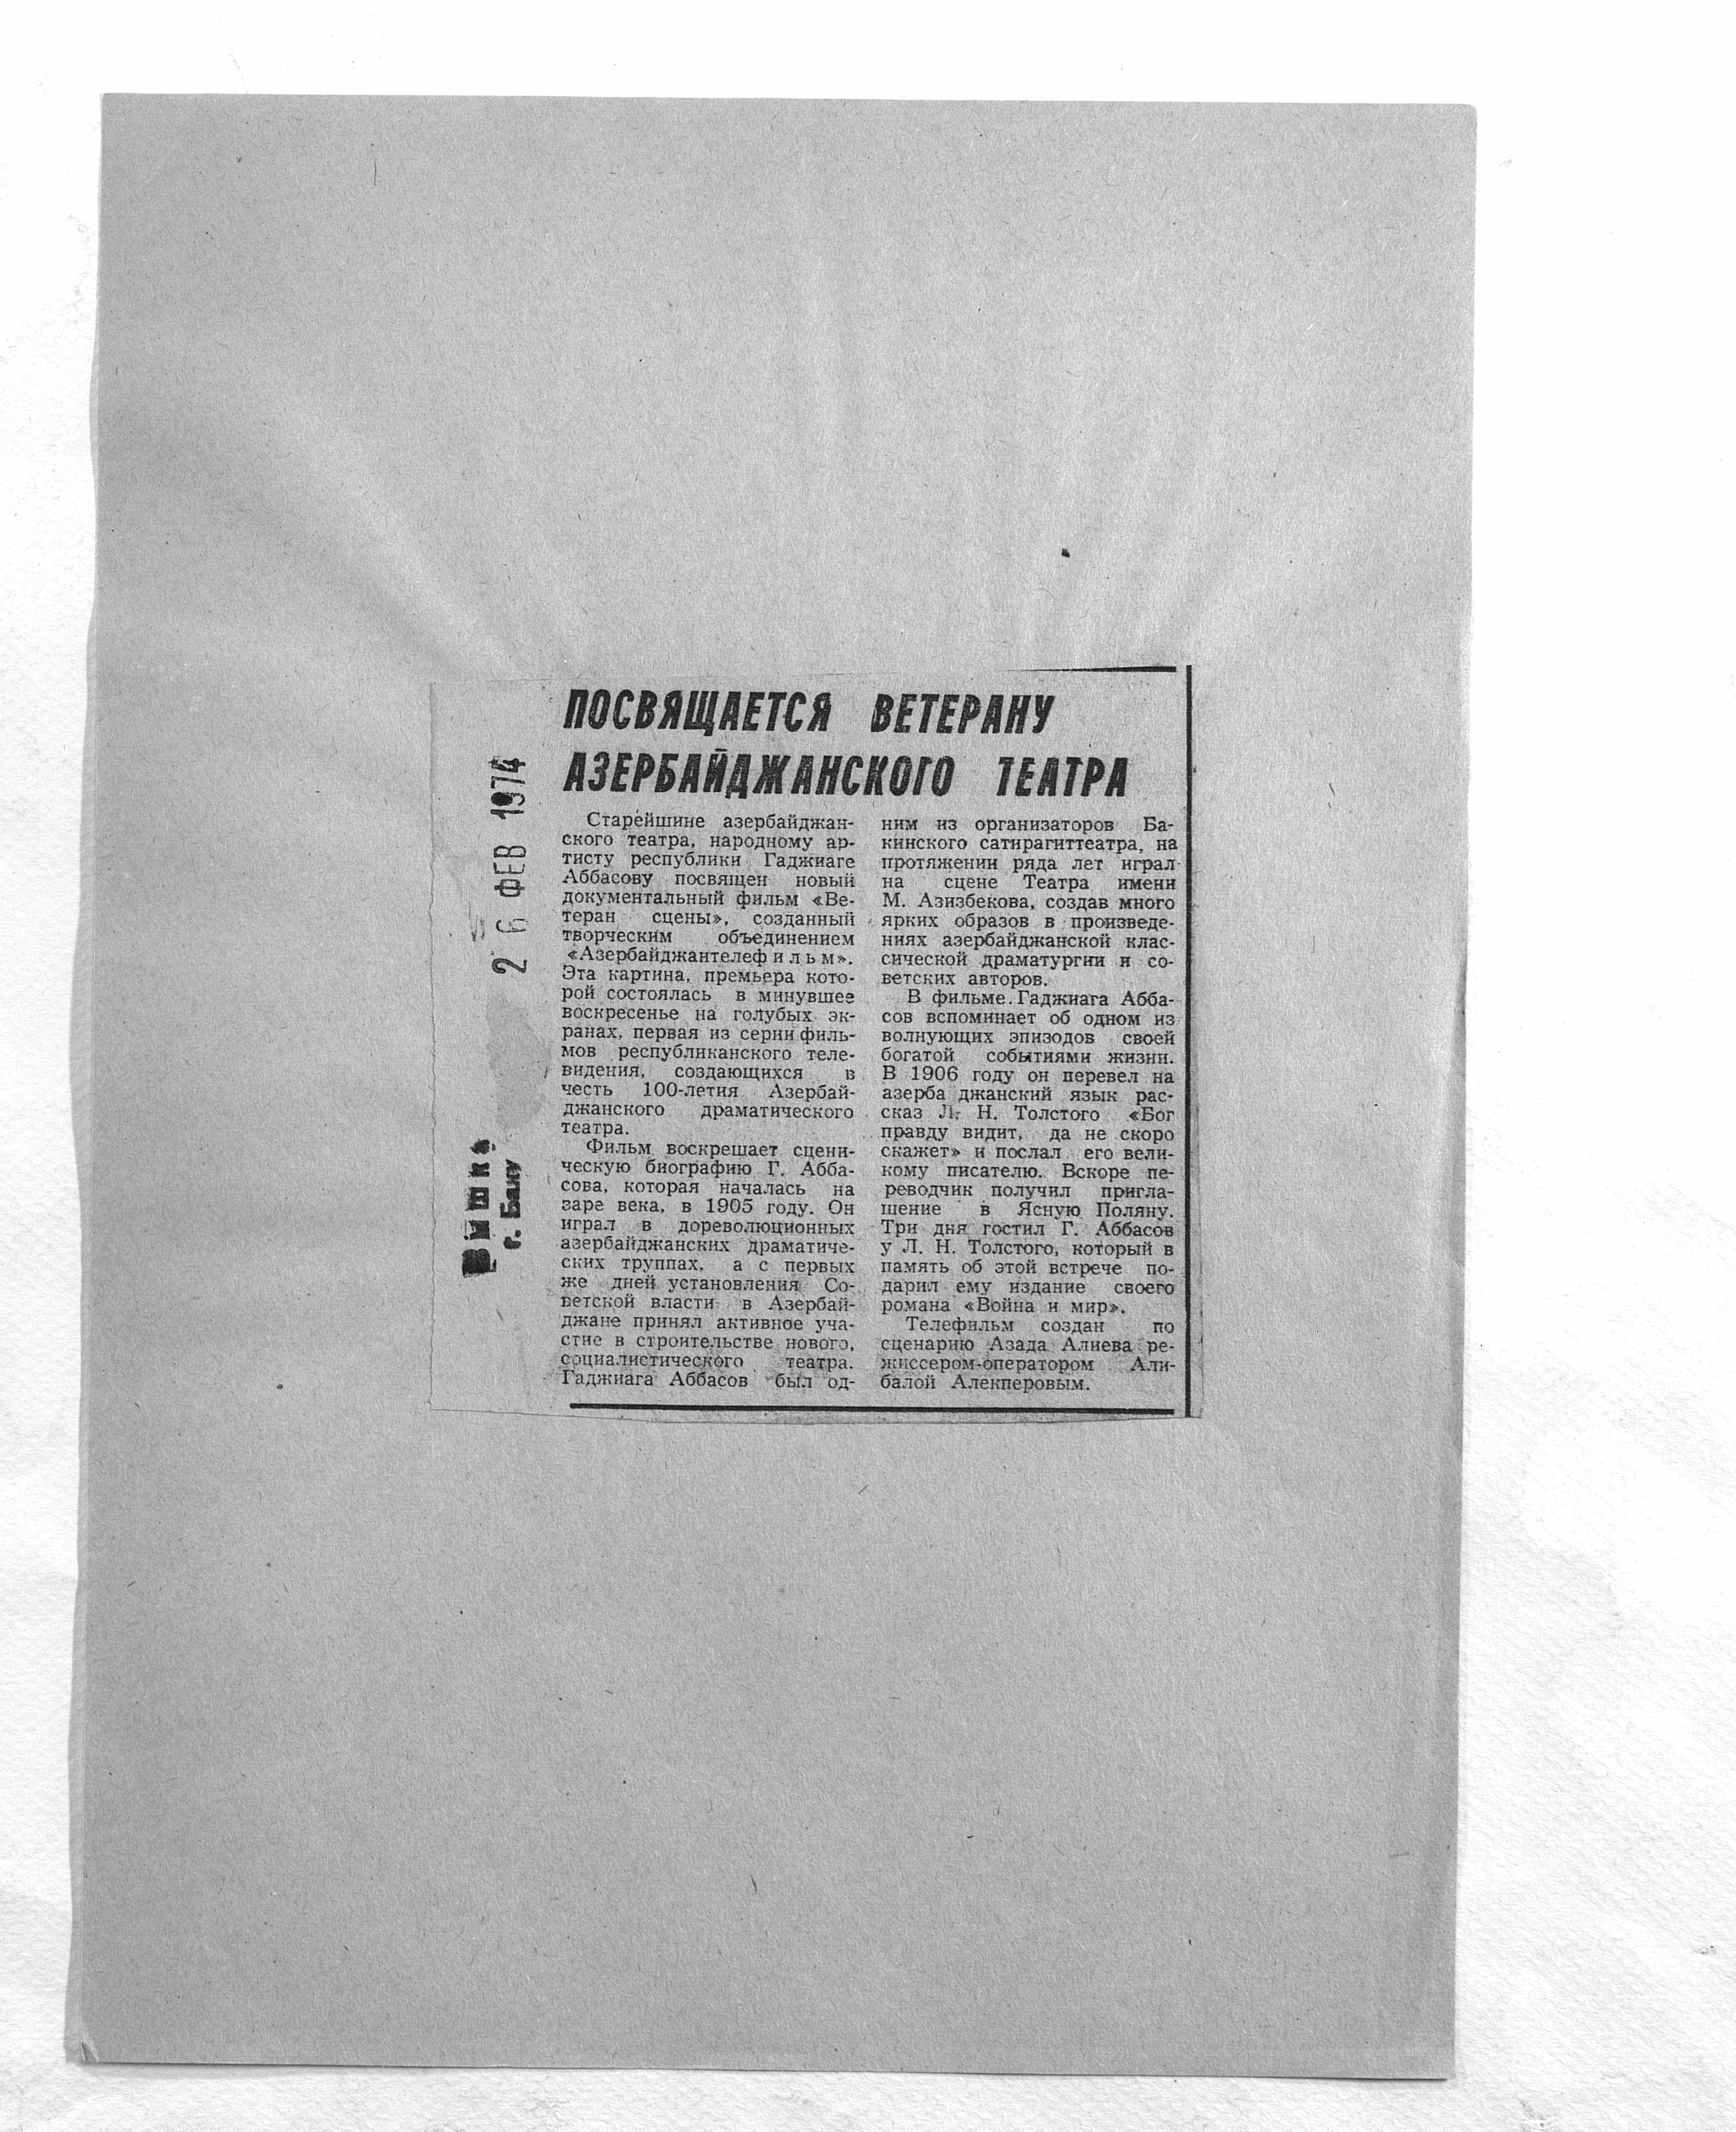 ПОСВЯЩАЕТСЯ ВЕТЕРАНУ
АЗЕРБАЙДЖАНСКОГО ТЕАТРА
Старейшине азербайджан-
ского театра, народному ар-
тисту республики Гаджиаге
Аббасову посвящен новый
документальный фильм «Ве-
теран сцены», созданный
творческим объединением
«Азербайджантелефильм».
Эта картина, премьера кото-
рой состоялась в минувшее
воскресенье на голубых эк-
ранах, первая из серии филь-
мов республиканского теле-
видения, создающихся в
честь 100-летия Азербай-
джанского драматического
театра.
Фильм воскрешает сцени-
ческую биографию Г. Абба-
сова, которая началась на
заре века, в 1905 году. Он
играл в дореволюционных
азербайджанских драматиче-
ских труппах, а с первых
же дней установления Со-
ветской власти в Азербай-
джане принял активное уча-
стие в строительстве нового,
социалистического театра.
Гаджиага Аббасов был од-
ним из организаторов Ба-
кинского сатирагиттеатра, на
протяжении ряда лет играл
на сцене Театра имени
М. Азизбекова, создав много
ярких образов в произведе-
ниях азербайджанской клас-
сической драматургии и со-
ветских авторов.
В фильме Гаджиага Абба-
сов вспоминает об одном из
волнующих эпизодов своей
богатой событиями жизни.
В 1906 году он перевел на
азерба джанский язык рас-
сказ Л. Н. Толстого «Бог
правду видит, да не скоро
скажет» и послал его вели-
кому писателю. Вскоре пе-
реводчик получил пригла-
шение в Ясную Поляну.
Три дня гостил Г. Аббасов
у Л. Н. Толстого, который в
память об этой встрече по-
дарил ему издание своего
романа «Война и мир».
Телефильм создан по
сценарию Азада Алиева ре-
жиссером-оператором Али-
балой Алекперовым.
Вышка
г. Баку
26 ФЕВ 1974